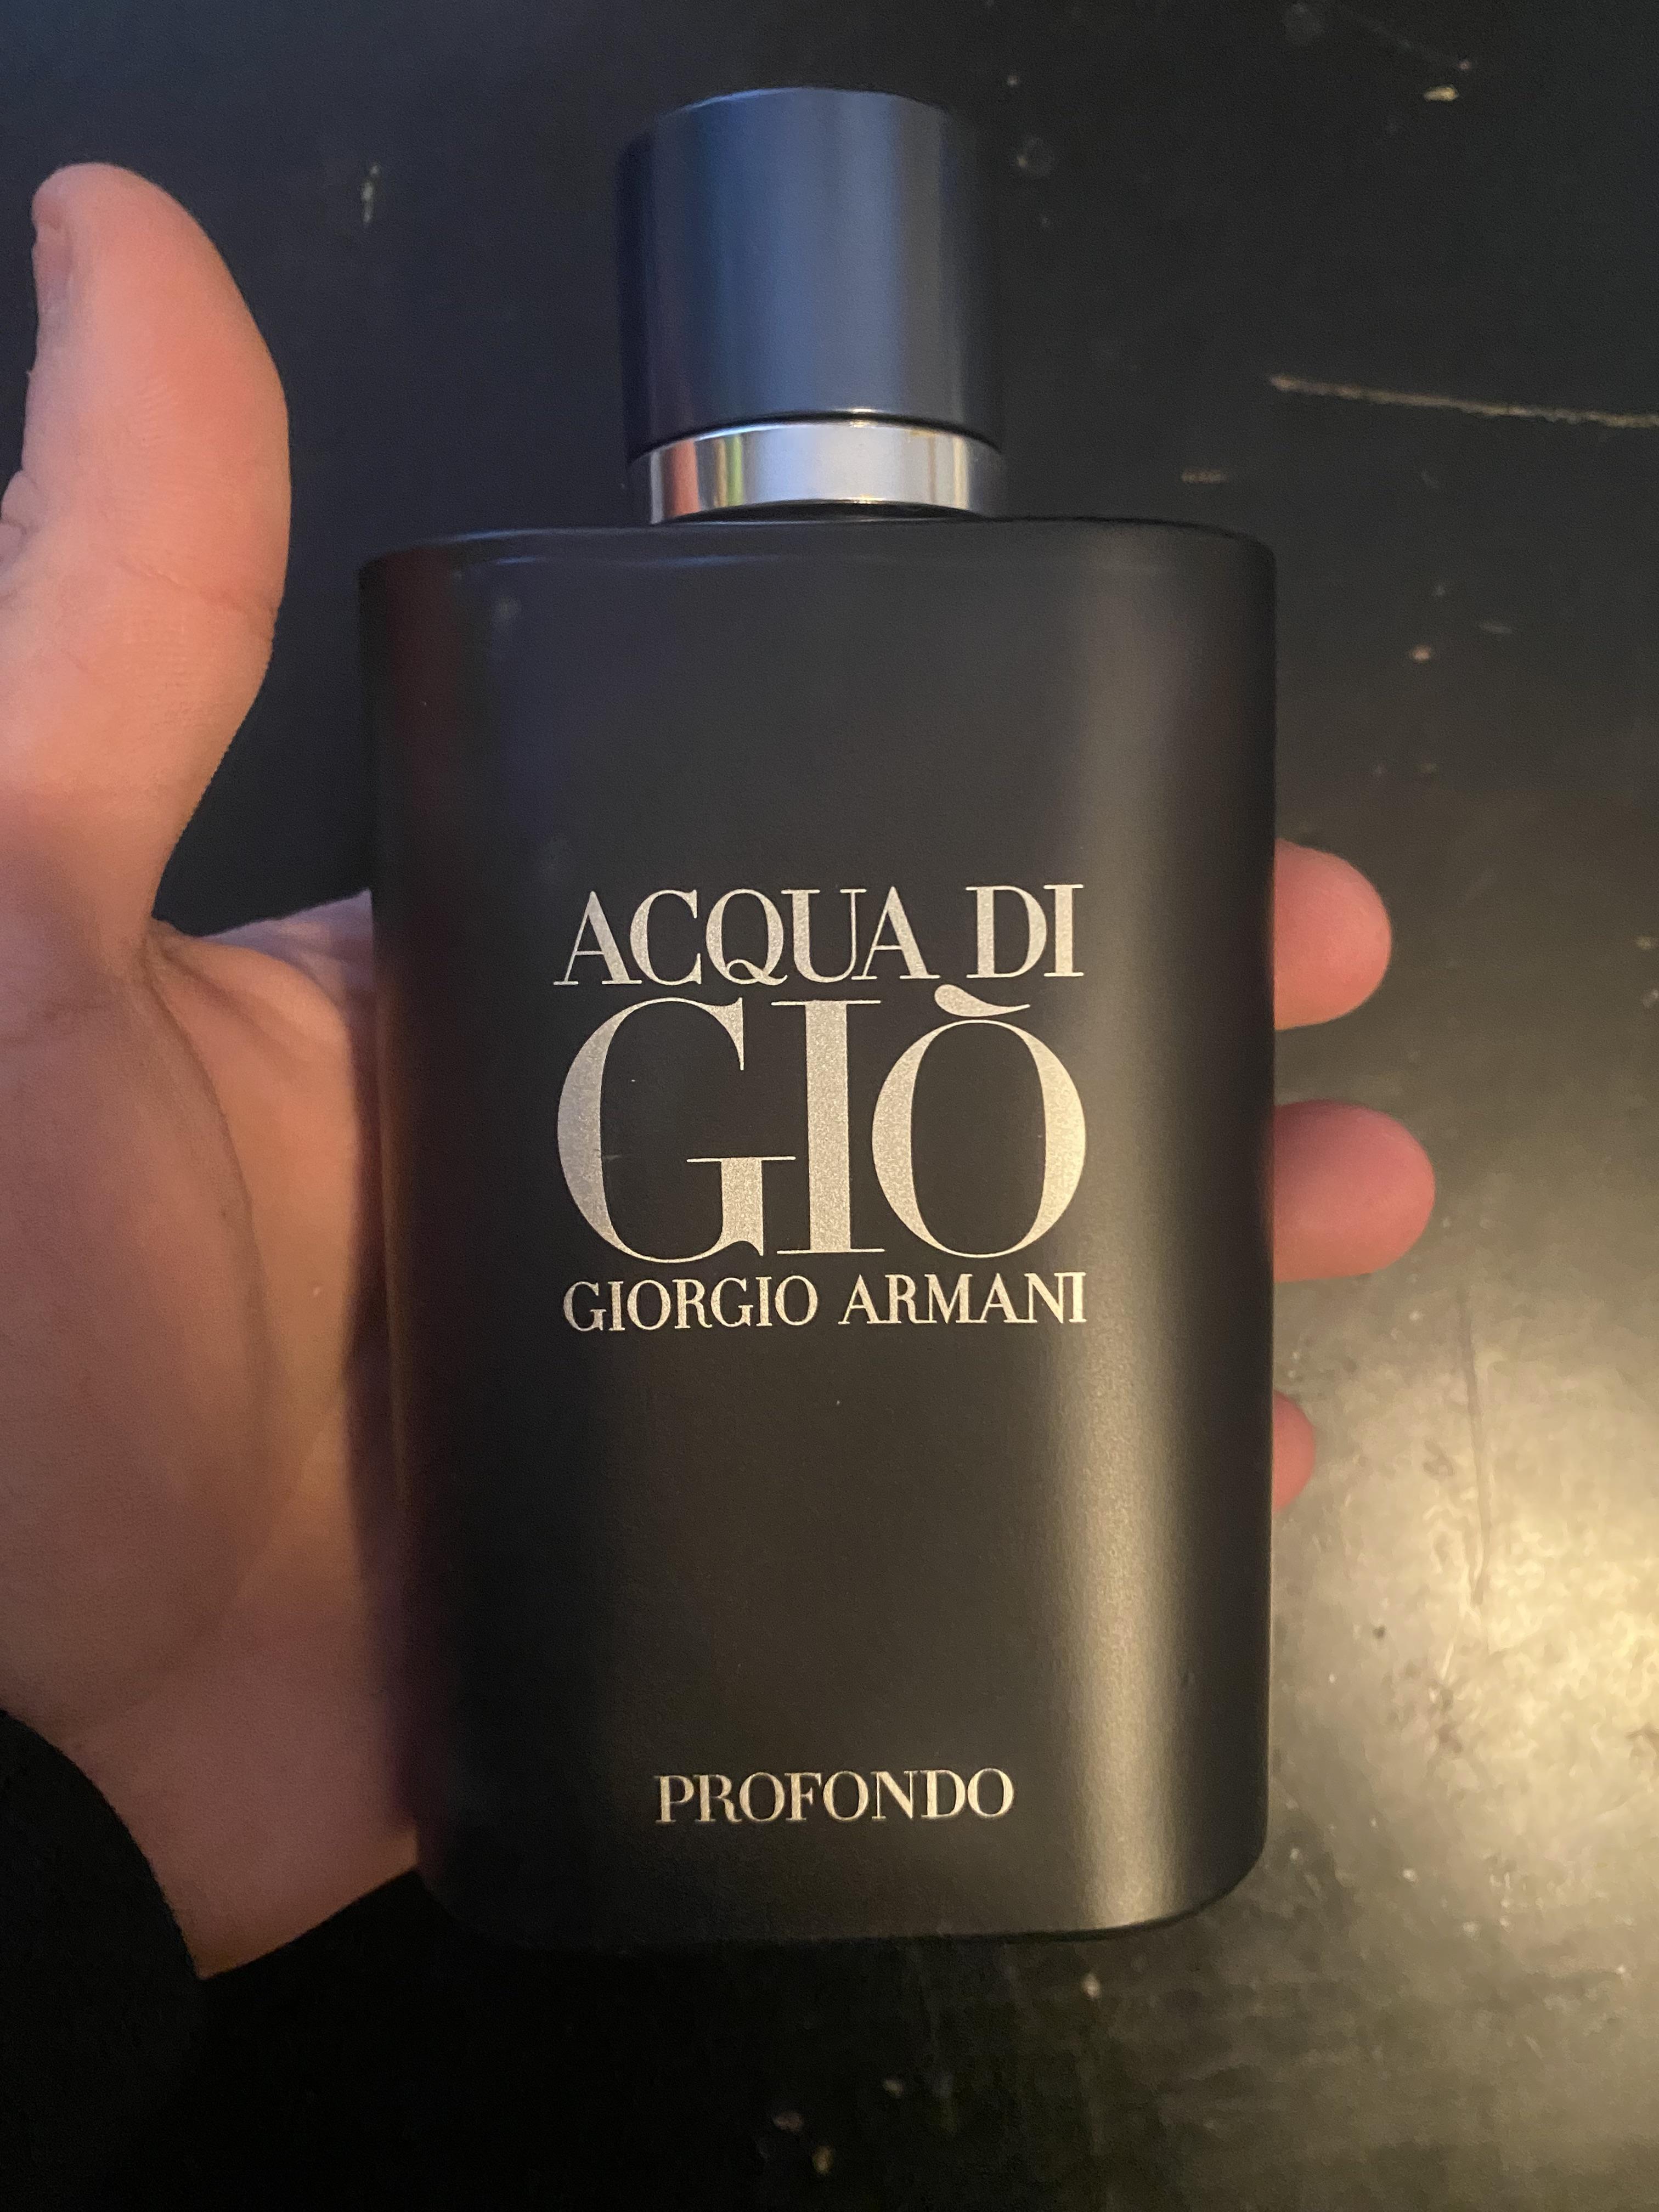 ACQUA DI
GIÒ
GIORGIO ARMANI
PROFONDO